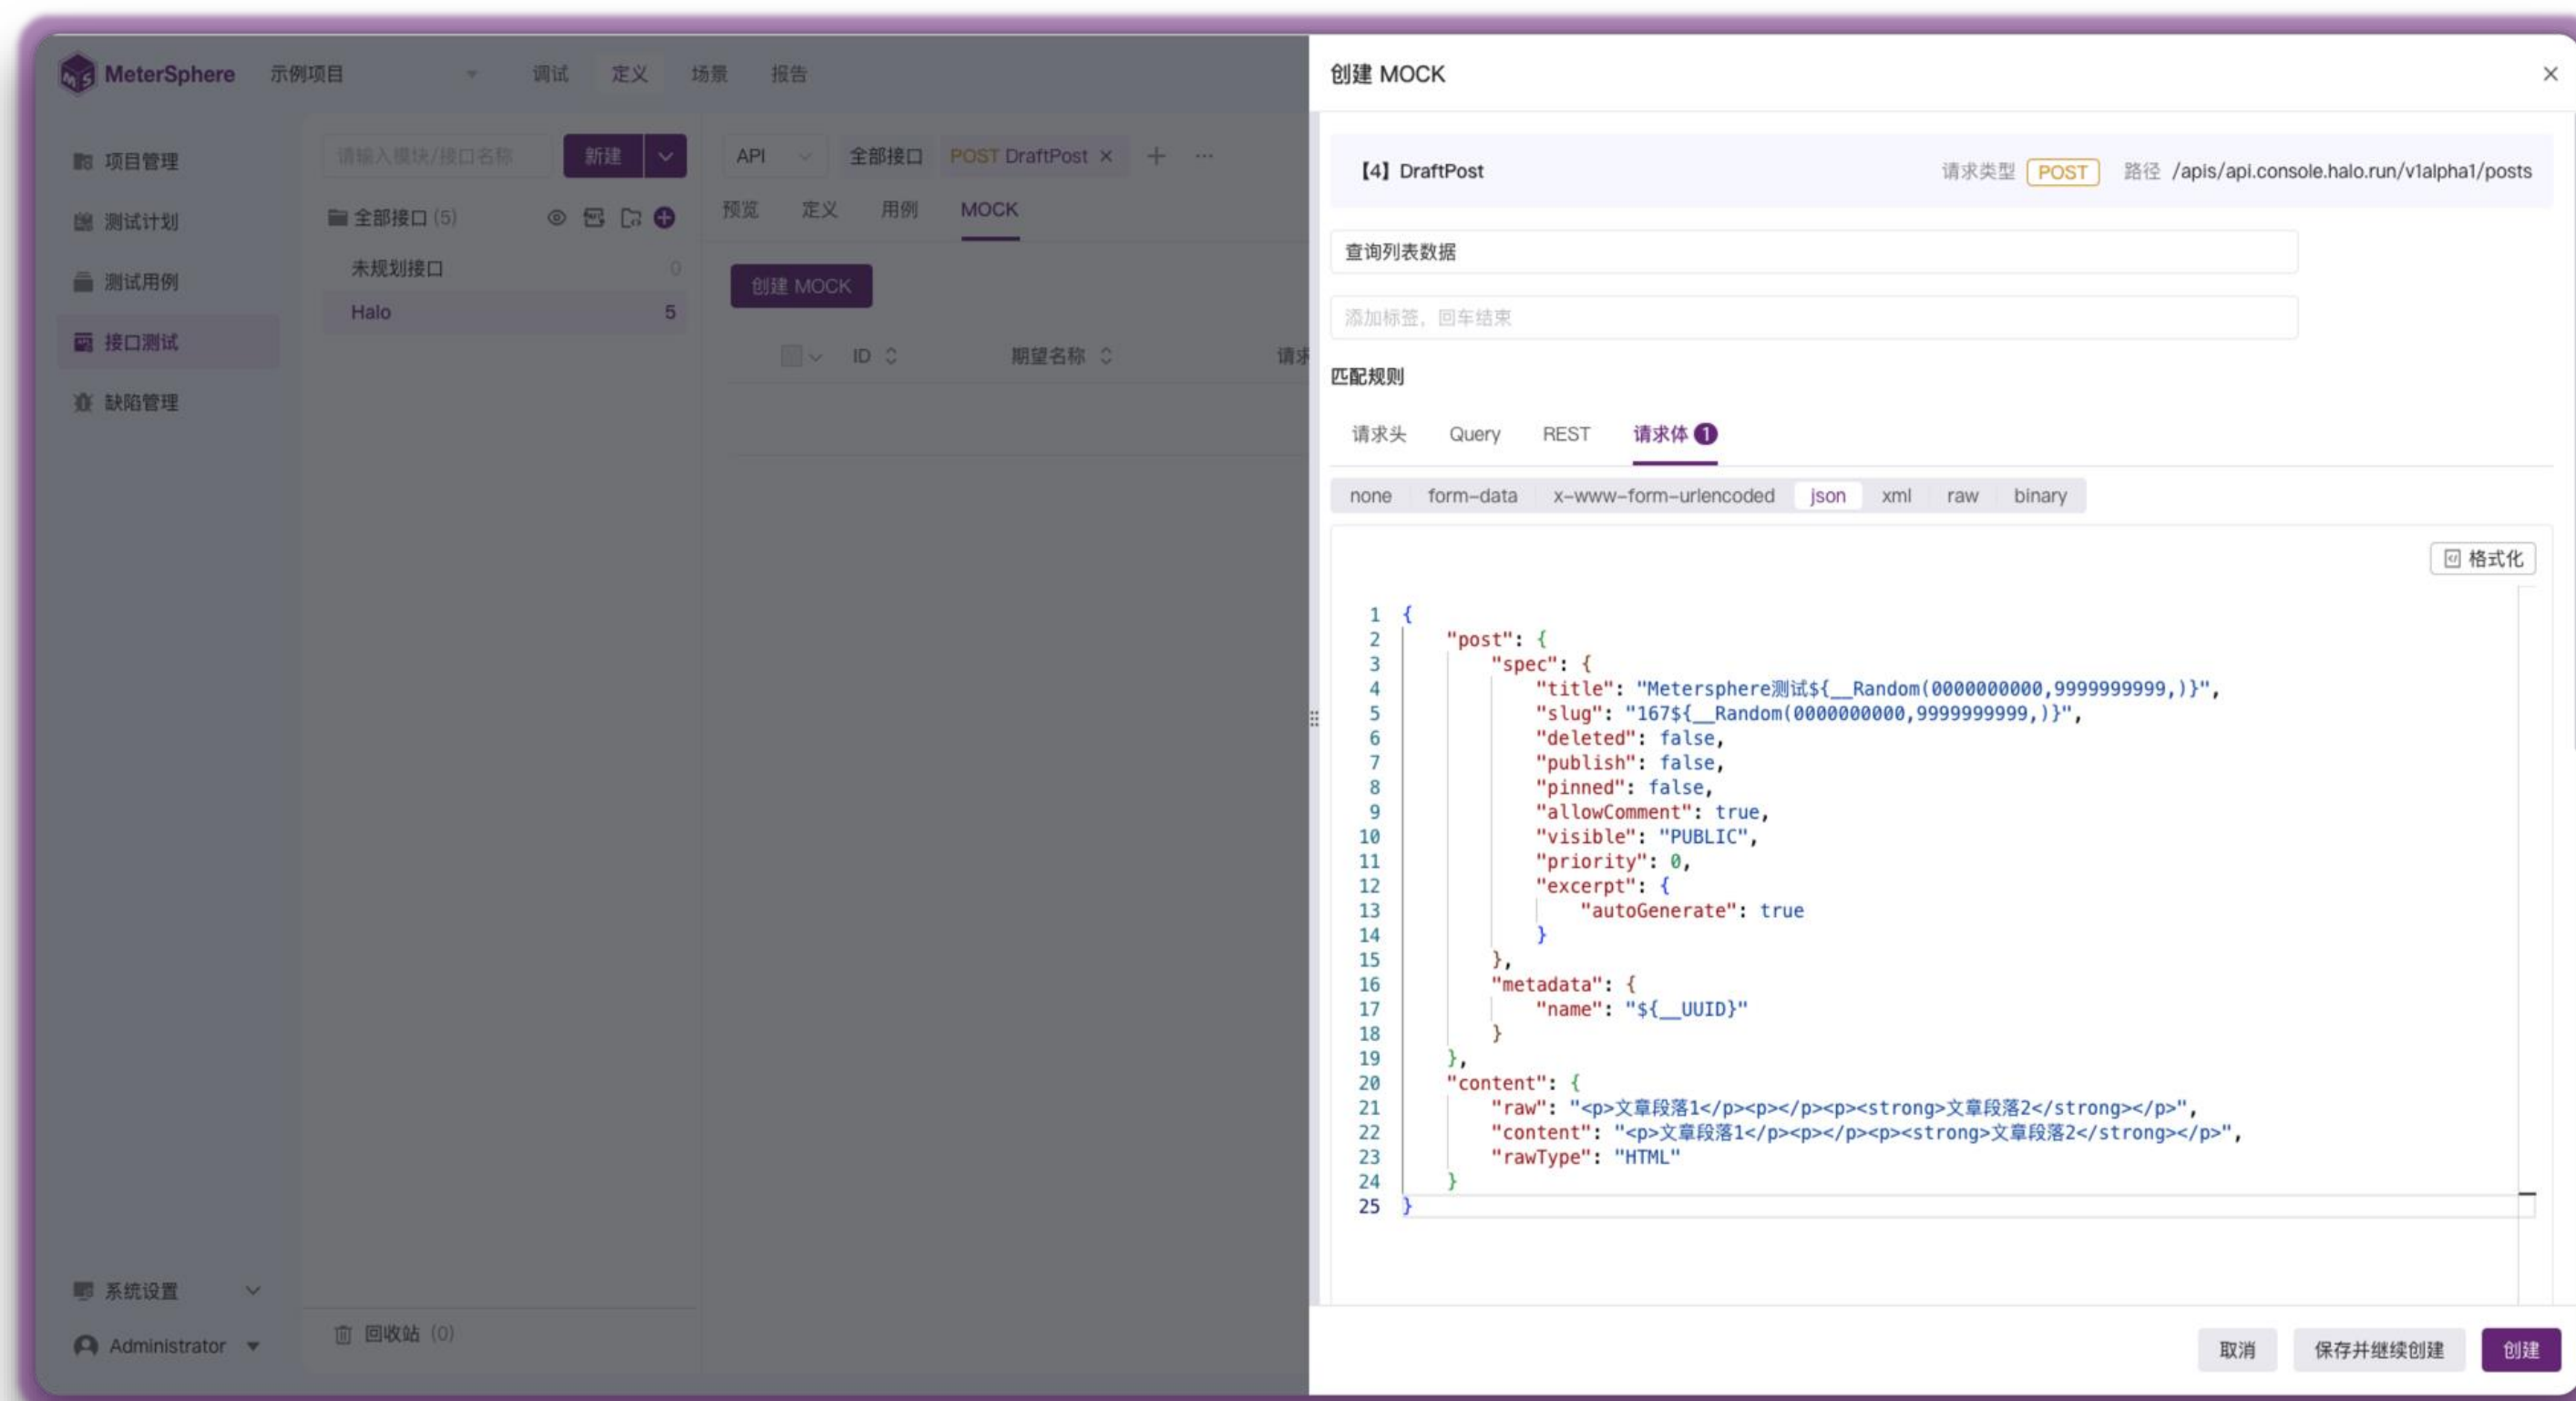 MeterSphere 示例项目 调试 定义 场景 报告
项目管理
测试计划
测试用例
接口测试
缺陷管理
系统设置
Administrator
请输入模块/接口名称 新建
全部接口 (5)
未规划接口 0
Halo 5
回收站 (0)
API 全部接口 POST DraftPost × + ···
预览 定义 用例 MOCK
创建 MOCK
ID 期望名称 请求
创建 MOCK
【4】DraftPost 请求类型 POST 路径 /apis/api.console.halo.run/v1alpha1/posts
查询列表数据
添加标签，回车结束
匹配规则
请求头 Query REST 请求体 1
none form-data x-www-form-urlencoded json xml raw binary
格式化
1 {
2 "post": {
3 "spec": {
4 "title": "Metersphere测试${__Random(0000000000,9999999999,)}",
5 "slug": "167${__Random(0000000000,9999999999,)}",
6 "deleted": false,
7 "publish": false,
8 "pinned": false,
9 "allowComment": true,
10 "visible": "PUBLIC",
11 "priority": 0,
12 "excerpt": {
13 "autoGenerate": true
14 }
15 },
16 "metadata": {
17 "name": "${__UUID}"
18 }
19 },
20 "content": {
21 "raw": "<p>文章段落1</p><p></p><p><strong>文章段落2</strong></p>",
22 "content": "<p>文章段落1</p><p></p><p><strong>文章段落2</strong></p>",
23 "rawType": "HTML"
24 }
25 }
取消 保存并继续创建 创建